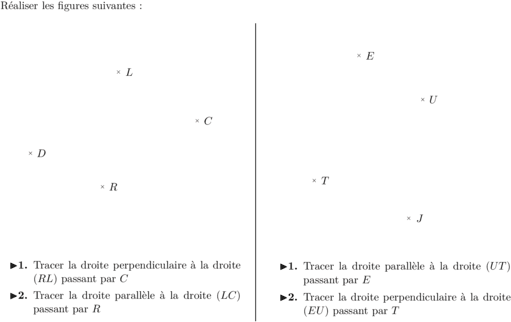 Réaliser les figures suivantes :
× L
× C
× D
× R
▶1. Tracer la droite perpendiculaire à la droite
(RL) passant par C
▶2. Tracer la droite parallèle à la droite (LC)
passant par R
× E
× U
× T
× J
▶1. Tracer la droite parallèle à la droite (UT)
passant par E
▶2. Tracer la droite perpendiculaire à la droite
(EU) passant par T